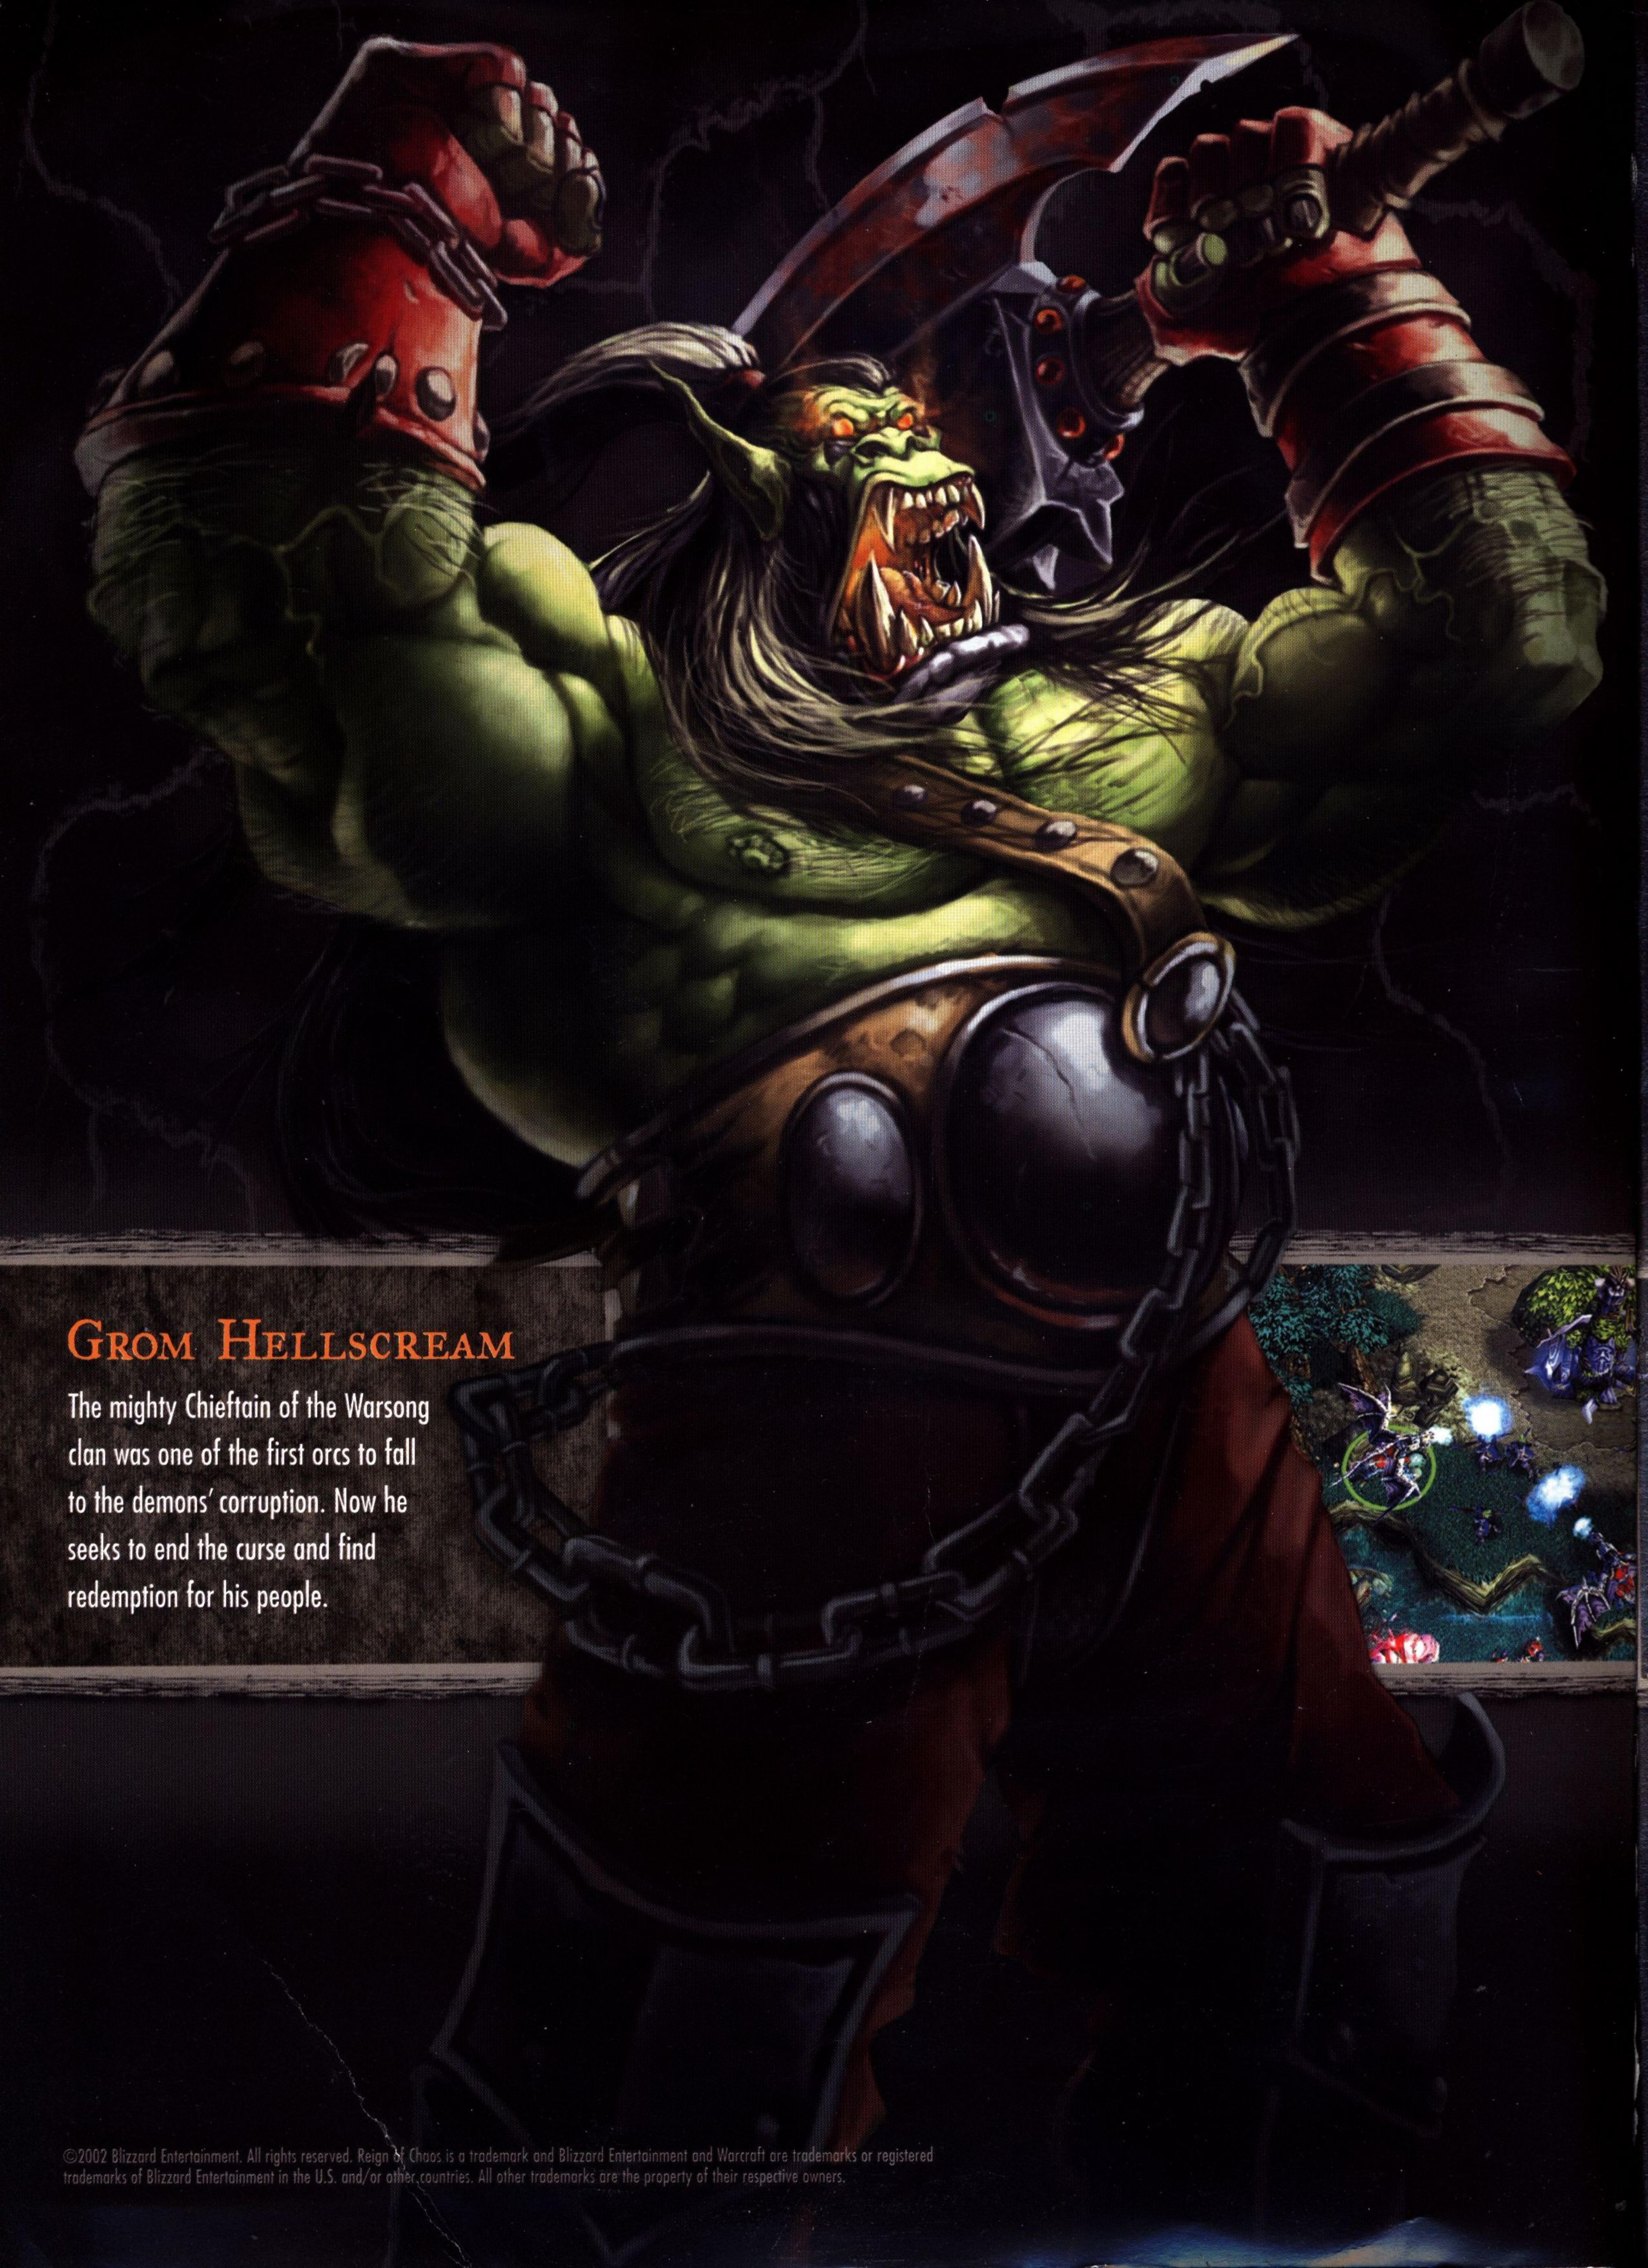 Grom Hellscream
The mighty Chieftain of the Warsong
clan was one of the first orcs to fall
to the demons' corruption. Now he
seeks to end the curse and find
redemption for his people.
©2002 Blizzard Entertainment. All rights reserved. Reign of Chaos is a trademark and Blizzard Entertainment and Warcraft are trademarks or registered
trademarks of Blizzard Entertainment in the U.S. and/or other countries. All other trademarks are the property of their respective owners.